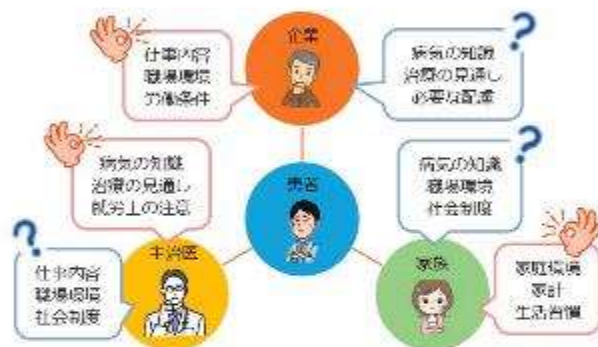 企業
仕事内容
職場環境
労働条件
病気の知識
治療の見通し
必要な配慮
?
患者
病気の知識
治療の見通し
就労上の注意
主治医
?
仕事内容
職場環境
社会制度
病気の知識
職場環境
社会制度
?
家族
家庭環境
家計
生活習慣